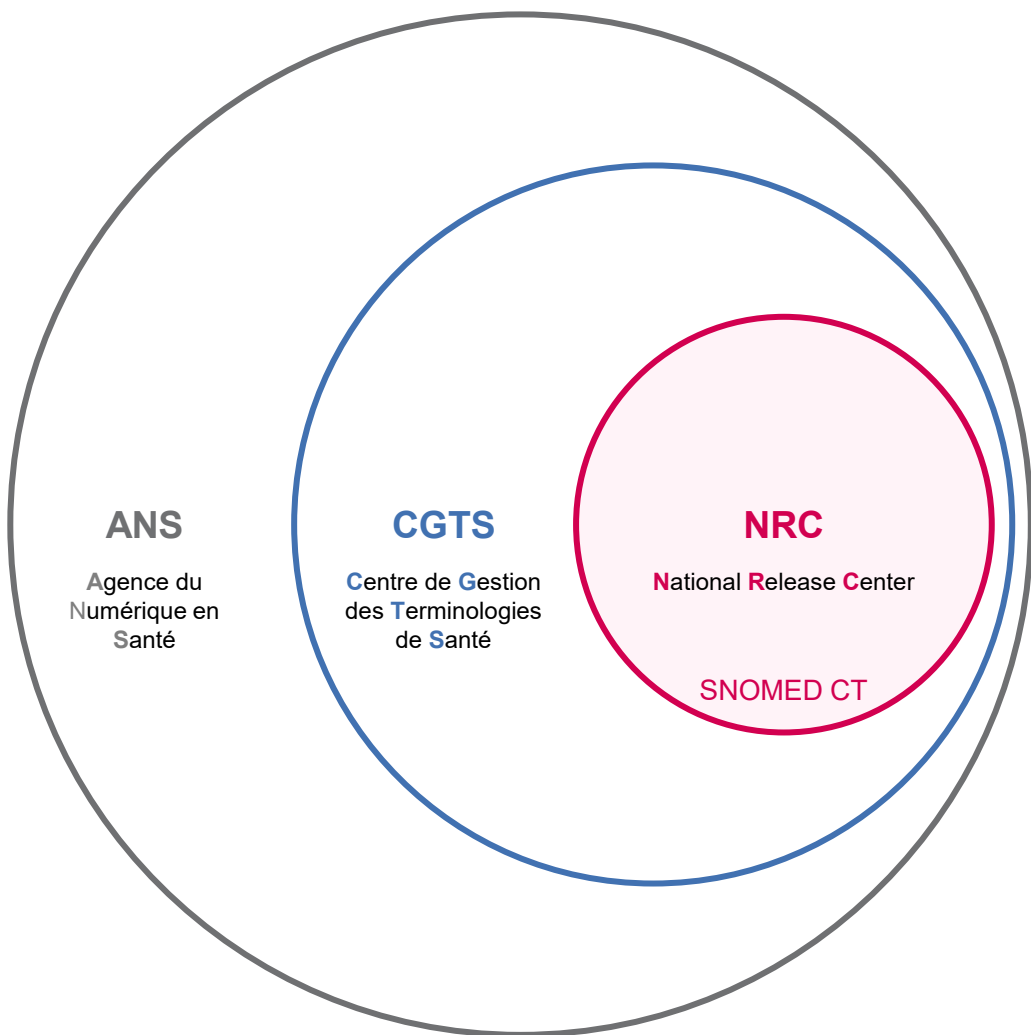 ANS
Agence du
Numérique en
Santé
CGTS
Centre de Gestion
des Terminologies
de Santé
NRC
National Release Center
SNOMED CT